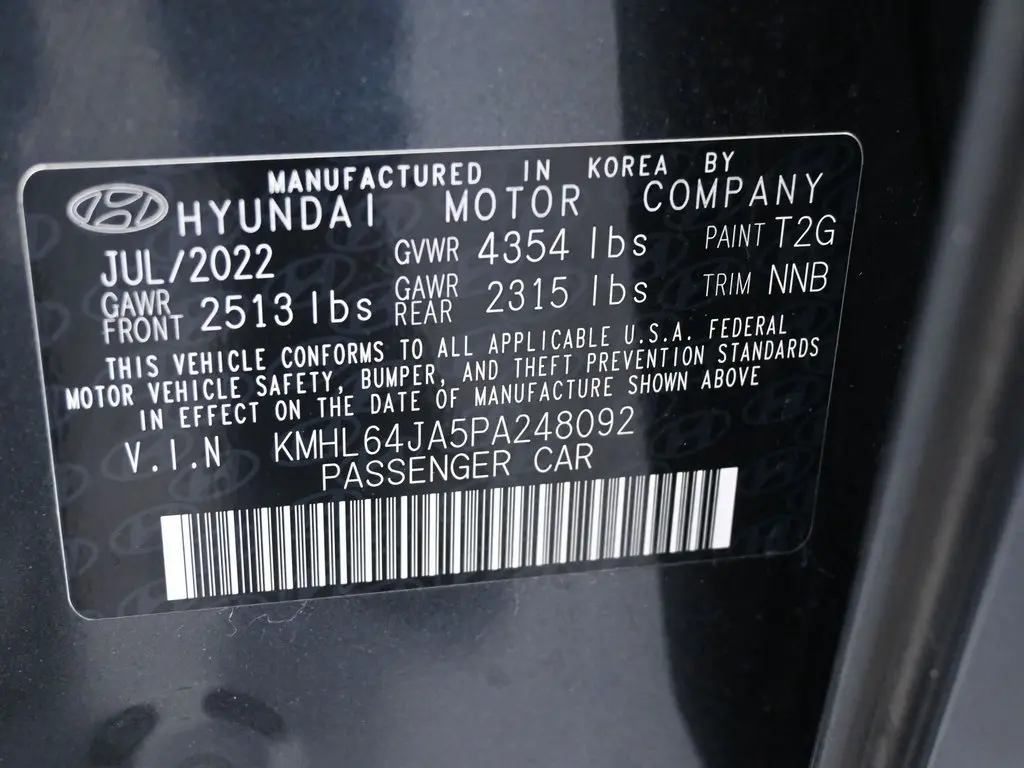 MANUFACTURED IN KOREA BY
HYUNDAI MOTOR COMPANY
JUL/2022 GVWR 4354 lbs PAINT T2G
GAWR FRONT 2513 lbs GAWR REAR 2315 lbs TRIM NNB
THIS VEHICLE CONFORMS TO ALL APPLICABLE U.S.A. FEDERAL
MOTOR VEHICLE SAFETY, BUMPER, AND THEFT PREVENTION STANDARDS
IN EFFECT ON THE DATE OF MANUFACTURE SHOWN ABOVE
V.I.N KMHL64JA5PA248092
PASSENGER CAR